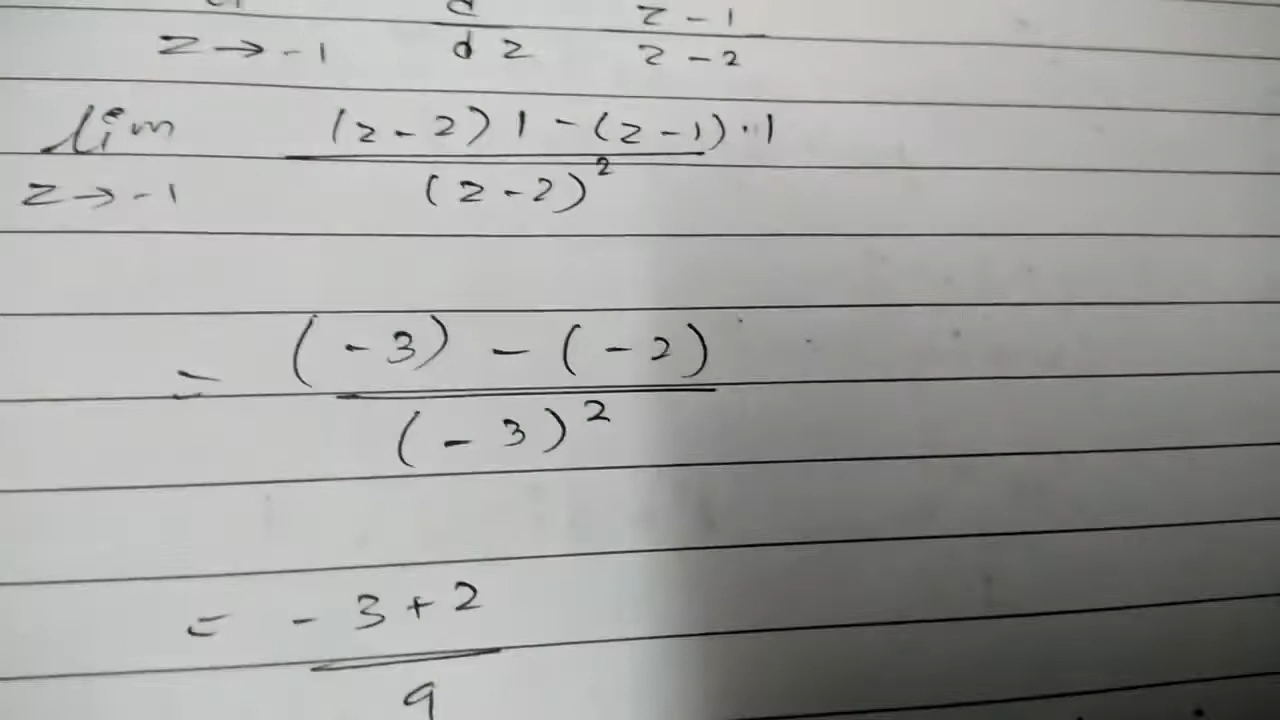 z → -1 d/dz z - 1 / z - 2
lim z → -1 (z - 2) 1 - (z - 1) · 1 / (z - 2)²
= (-3) - (-2) / (-3)²
= -3 + 2 / 9